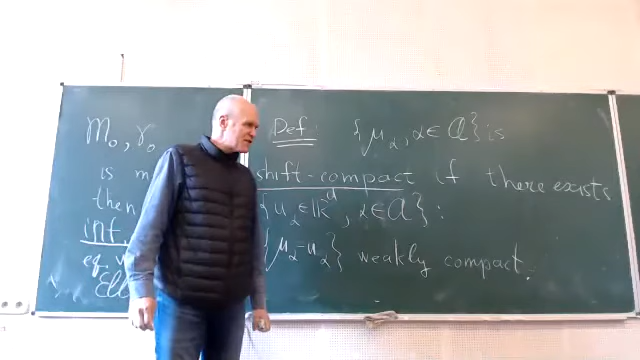 m₀, γ₀
is m
then
int.
eq.
Ell
Def: {μ_α, α ∈ 𝒜} is
shift-compact if there exists
{u_α ∈ ℝ^d, α ∈ 𝒜}:
{μ_α - u_α} weakly compact.